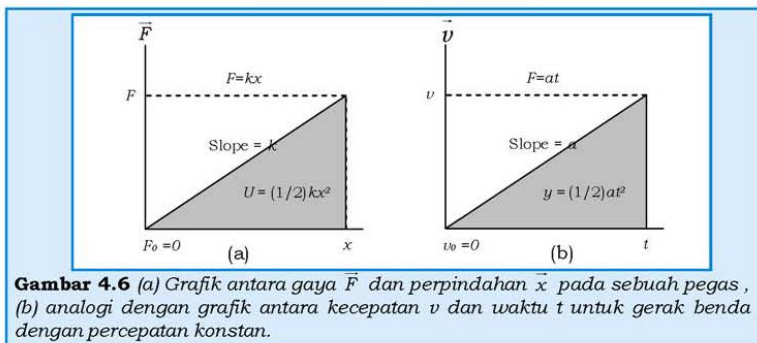 F⃗
F=kx
F
Slope = k
U = (1/2)kx²
F₀ =0
x
(a)
v⃗
F=at
v
Slope = a
y = (1/2)at²
v₀ =0
t
(b)
Gambar 4.6 (a) Grafik antara gaya F⃗ dan perpindahan x⃗ pada sebuah pegas ,
(b) analogi dengan grafik antara kecepatan v dan waktu t untuk gerak benda
dengan percepatan konstan.